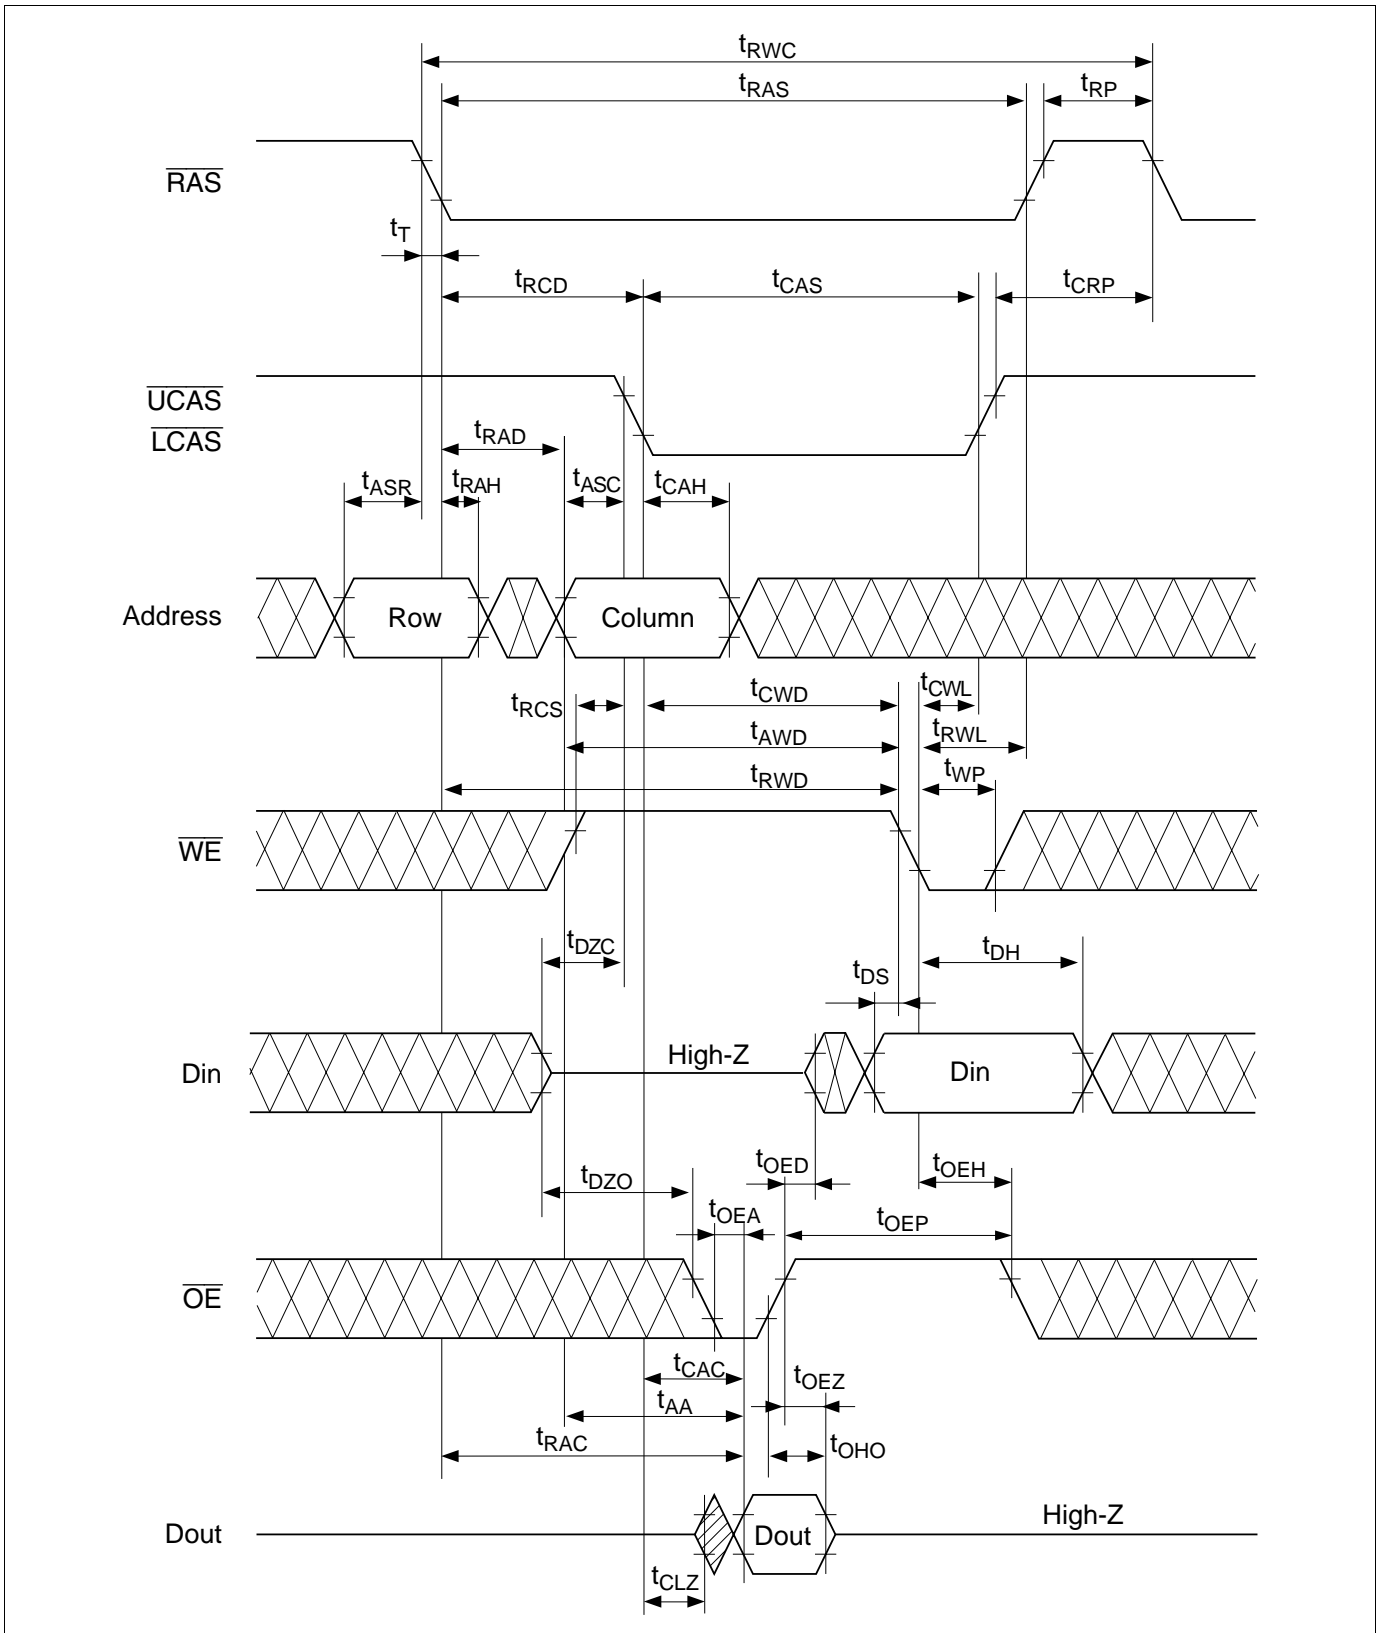 tRWC
tRAS
tRP
RAS
tT
tRCD
tCAS
tCRP
UCAS
LCAS
tRAD
tASR
tRAH
tASC
tCAH
Address
Row
Column
tRCS
tCWD
tCWL
tAWD
tRWL
tRWD
tWP
WE
tDZC
tDH
tDS
Din
High-Z
Din
tOED
tOEH
tDZO
tOEA
tOEP
OE
tCAC
tOEZ
tAA
tRAC
tOHO
Dout
Dout
High-Z
tCLZ